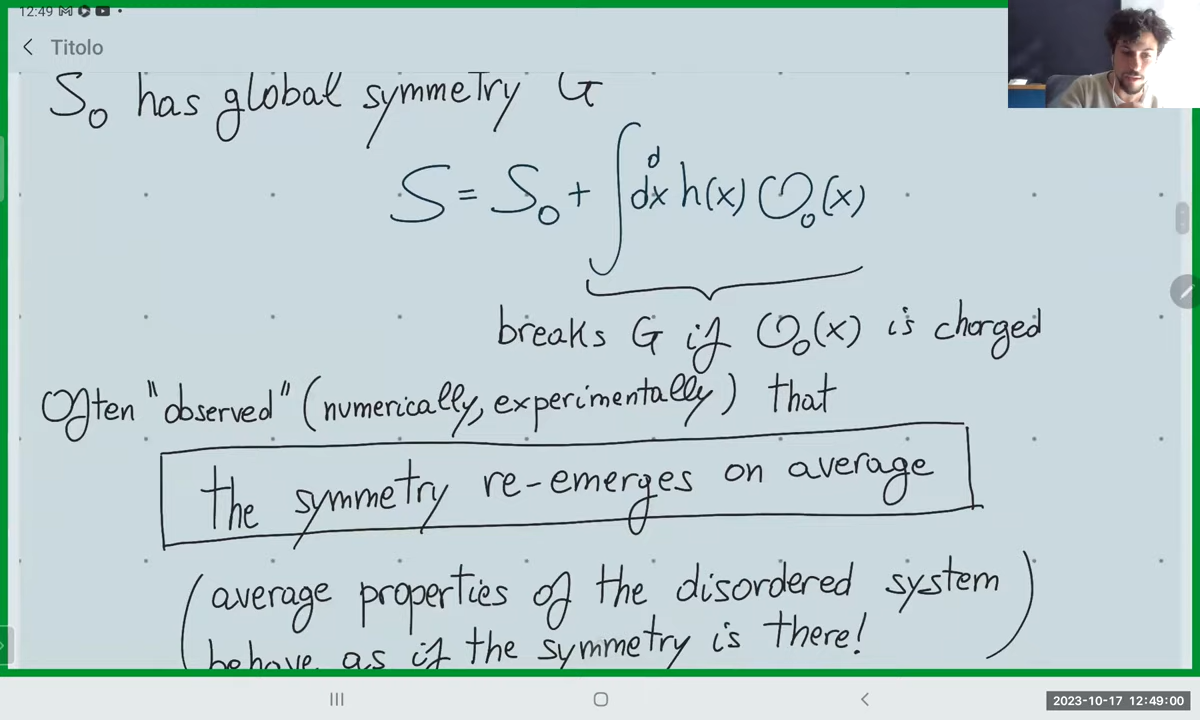 12:49
Titolo
S₀ has global symmetry G
S = S₀ + ∫ dᵈx h(x) O₀(x)
breaks G if O₀(x) is charged
Often "observed" (numerically, experimentally) that
the symmetry re-emerges on average
(average properties of the disordered system
behave as if the symmetry is there!)
2023-10-17 12:49:00